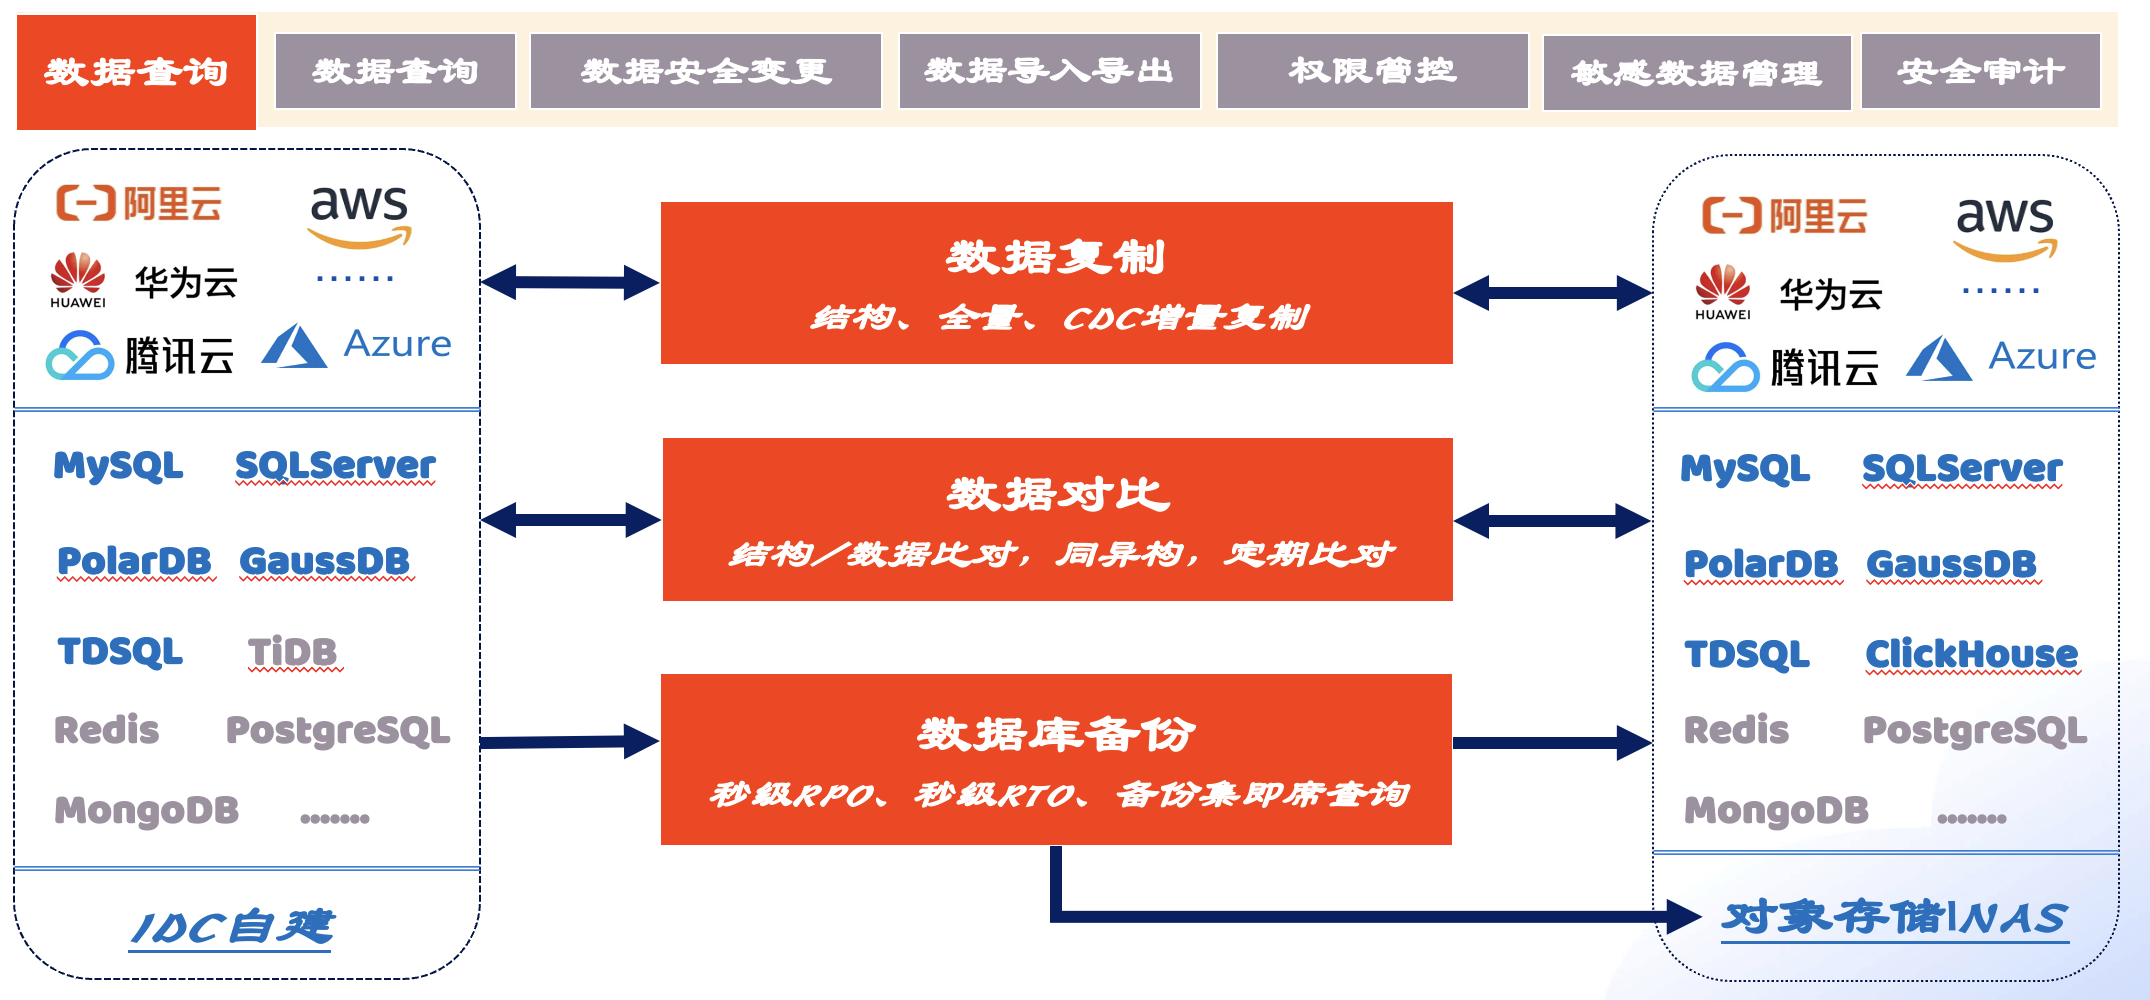 数据查询 数据查询 数据安全变更 数据导入导出 权限管控 敏感数据管理 安全审计
阿里云 aws
HUAWEI 华为云 ······
腾讯云 Azure
MySQL SQLServer
PolarDB GaussDB
TDSQL TiDB
Redis PostgreSQL
MongoDB .......
IDC自建
数据复制
结构、全量、CDC增量复制
数据对比
结构/数据比对，同异构，定期比对
数据库备份
秒级RPO、秒级RTO、备份集即席查询
阿里云 aws
HUAWEI 华为云 ······
腾讯云 Azure
MySQL SQLServer
PolarDB GaussDB
TDSQL ClickHouse
Redis PostgreSQL
MongoDB .......
对象存储|NAS